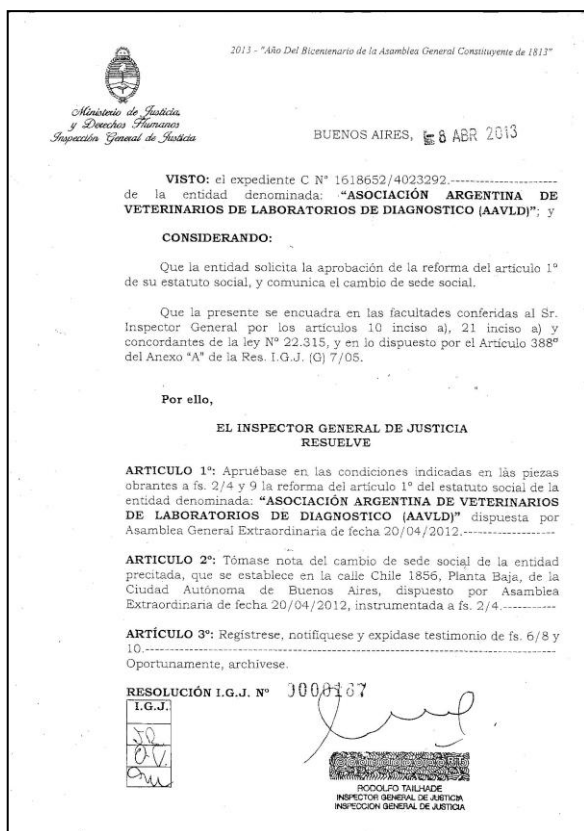 2013 - "Año Del Bicentenario de la Asamblea General Constituyente de 1813"
Ministerio de Justicia
y Derechos Humanos
Inspección General de Justicia
BUENOS AIRES, 8 ABR 2013
VISTO: el expediente C N° 1618652/4023292.--------------------
de la entidad denominada: "ASOCIACIÓN ARGENTINA DE
VETERINARIOS DE LABORATORIOS DE DIAGNOSTICO (AAVLD)"; y
CONSIDERANDO:
Que la entidad solicita la aprobación de la reforma del artículo 1°
de su estatuto social, y comunica el cambio de sede social.
Que la presente se encuadra en las facultades conferidas al Sr.
Inspector General por los artículos 10 inciso a), 21 inciso a) y
concordantes de la ley N° 22.315, y en lo dispuesto por el Artículo 388°
del Anexo "A" de la Res. I.G.J. (G) 7/05.
Por ello,
EL INSPECTOR GENERAL DE JUSTICIA
RESUELVE
ARTICULO 1°: Apruébase en las condiciones indicadas en las piezas
obrantes a fs. 2/4 y 9 la reforma del artículo 1° del estatuto social de la
entidad denominada: "ASOCIACIÓN ARGENTINA DE VETERINARIOS
DE LABORATORIOS DE DIAGNOSTICO (AAVLD)" dispuesta por
Asamblea General Extraordinaria de fecha 20/04/2012.------------------
ARTÍCULO 2°: Tómase nota del cambio de sede social de la entidad
precitada, que se establece en la calle Chile 1856, Planta Baja, de la
Ciudad Autónoma de Buenos Aires, dispuesto por Asamblea
Extraordinaria de fecha 20/04/2012, instrumentada a fs. 2/4.-----------
ARTÍCULO 3°: Regístrese, notifíquese y expídase testimonio de fs. 6/8 y
10.-----------------------------------------------------------------
Oportunamente, archívese.
RESOLUCIÓN I.G.J. N° 0000167
I.G.J.
RODOLFO TAILHADE
INSPECTOR GENERAL DE JUSTICIA
INSPECCION GENERAL DE JUSTICIA